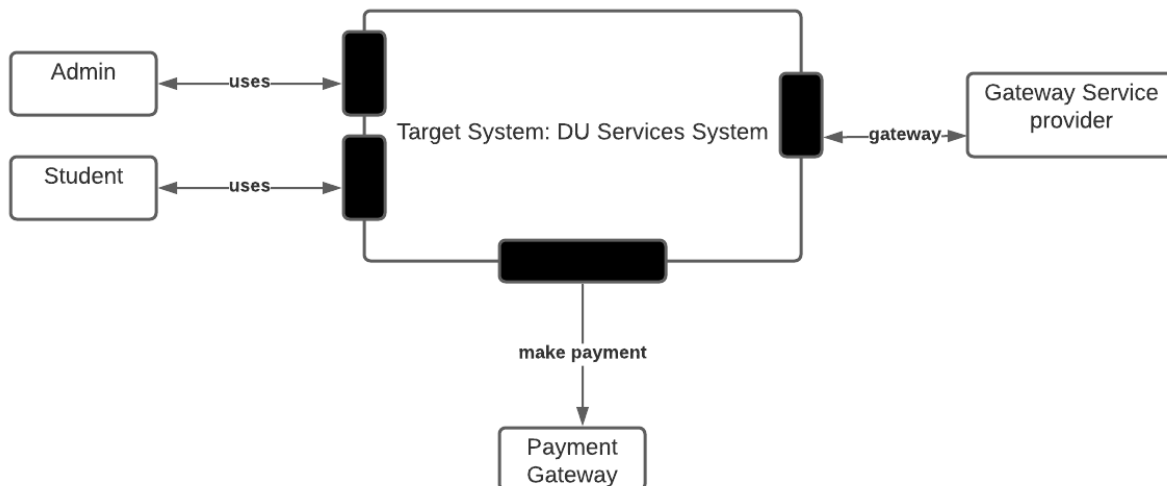 Admin
uses
Target System: DU Services System
Gateway Service
provider
gateway
Student
uses
make payment
Payment
Gateway